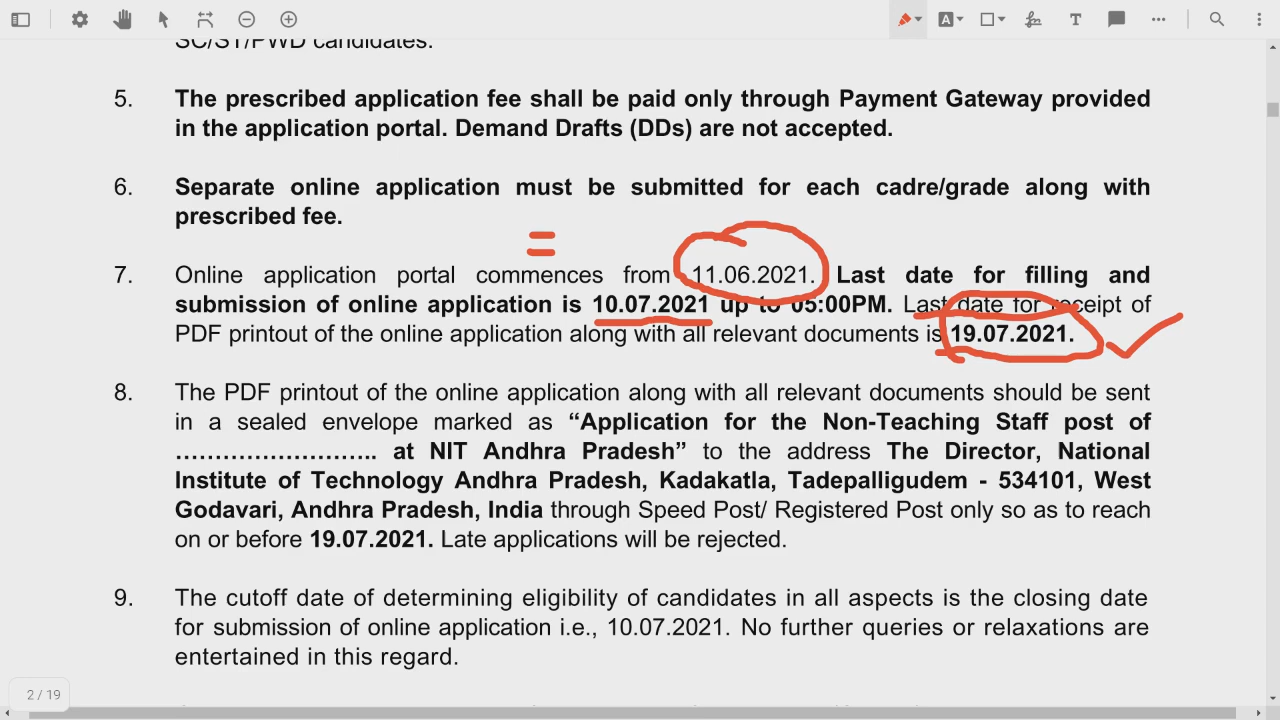 SC/ST/PWD candidates.
5. The prescribed application fee shall be paid only through Payment Gateway provided
in the application portal. Demand Drafts (DDs) are not accepted.
6. Separate online application must be submitted for each cadre/grade along with
prescribed fee.
7. Online application portal commences from 11.06.2021. Last date for filling and
submission of online application is 10.07.2021 up to 05:00PM. Last date for receipt of
PDF printout of the online application along with all relevant documents is 19.07.2021.
8. The PDF printout of the online application along with all relevant documents should be sent
in a sealed envelope marked as “Application for the Non-Teaching Staff post of
……………………….. at NIT Andhra Pradesh” to the address The Director, National
Institute of Technology Andhra Pradesh, Kadakatla, Tadepalligudem - 534101, West
Godavari, Andhra Pradesh, India through Speed Post/ Registered Post only so as to reach
on or before 19.07.2021. Late applications will be rejected.
9. The cutoff date of determining eligibility of candidates in all aspects is the closing date
for submission of online application i.e., 10.07.2021. No further queries or relaxations are
entertained in this regard.
2 / 19